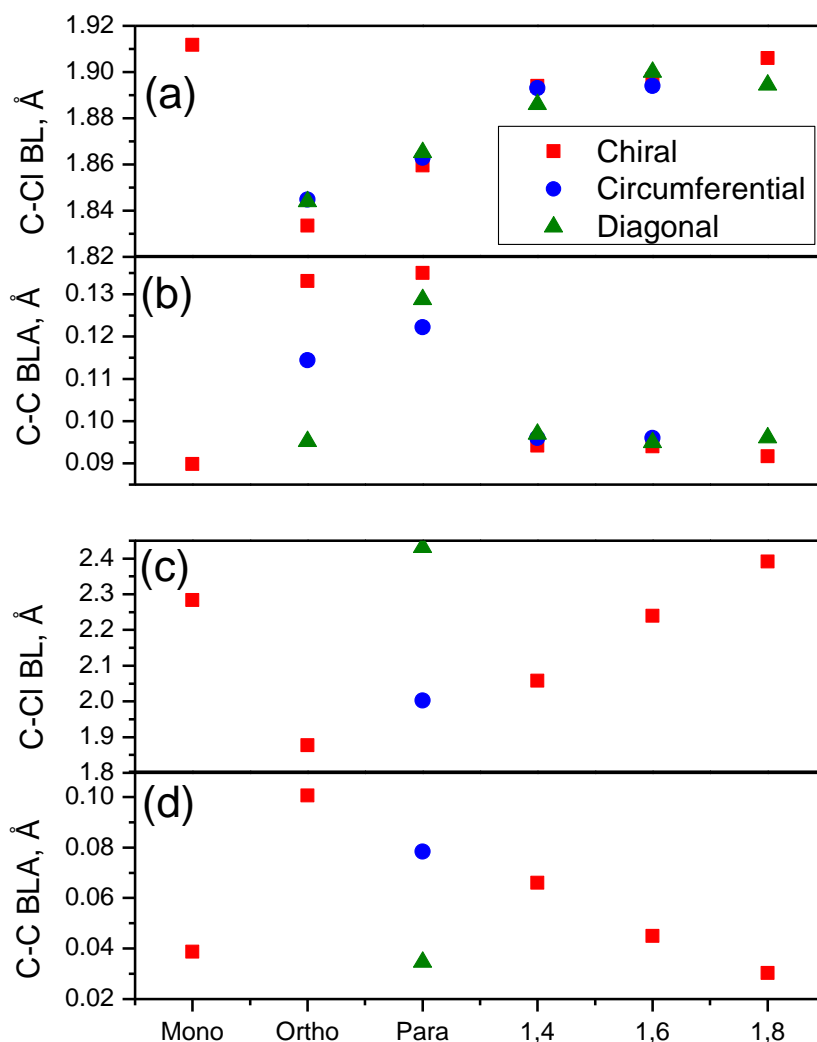 1.92
1.90
1.88
1.86
1.84
1.82
C-Cl BL, Å
(a)
Chiral
Circumferential
Diagonal
0.13
0.12
0.11
0.10
0.09
C-C BLA, Å
(b)
2.4
2.3
2.2
2.1
2.0
1.9
1.8
C-Cl BL, Å
(c)
0.10
0.08
0.06
0.04
0.02
C-C BLA, Å
(d)
Mono Ortho Para 1,4 1,6 1,8